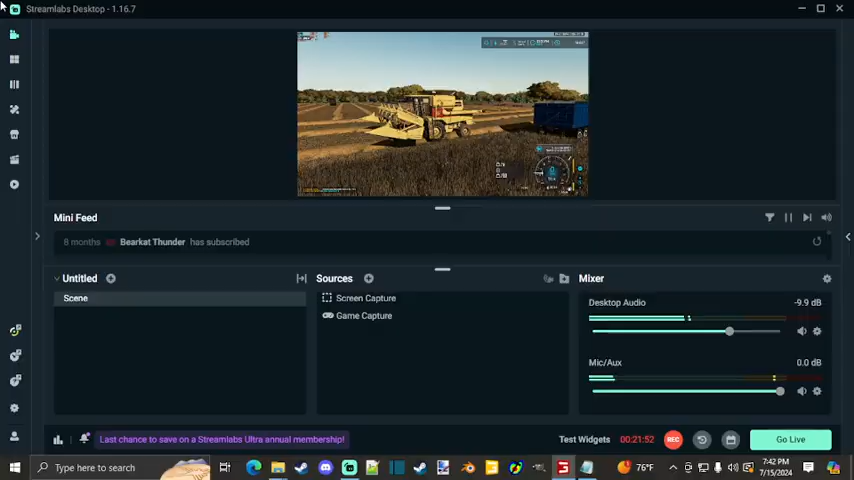 Streamlabs Desktop - 1.16.7
Mini Feed
8 months Bearkat Thunder has subscribed
Untitled
Sources
Mixer
Scene
Screen Capture
Game Capture
Desktop Audio -9.9 dB
Mic/Aux 0.0 dB
Last chance to save on a Streamlabs Ultra annual membership!
Test Widgets 00:21:52 REC Go Live
Type here to search
76°F
7:42 PM
7/15/2024